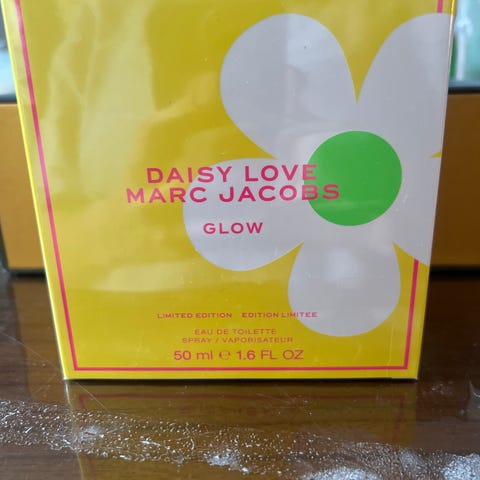 DAISY LOVE
MARC JACOBS
GLOW
LIMITED EDITION EDITION LIMITEE
EAU DE TOILETTE
SPRAY / VAPORISATEUR
50 ml ℮ 1.6 FL OZ